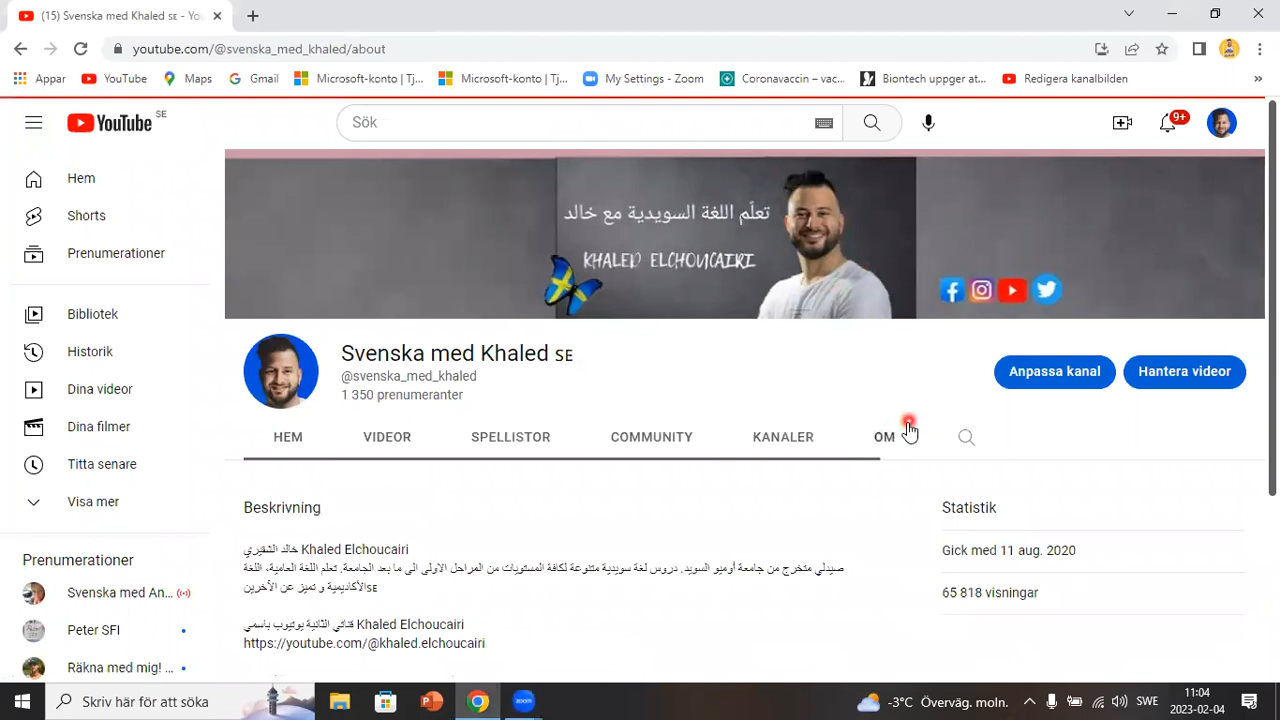 (15) Svenska med Khaled SE - Yo
youtube.com/@svenska_med_khaled/about
Appar
YouTube
Maps
Gmail
Microsoft-konto | Tj...
Microsoft-konto | Tj...
My Settings - Zoom
Coronavaccin – vac...
Biontech uppger at...
Redigera kanalbilden
»
YouTube SE
Sök
9+
Hem
Shorts
Prenumerationer
Bibliotek
Historik
Dina videor
Dina filmer
Titta senare
Visa mer
Prenumerationer
Svenska med An...
Peter SFI
Räkna med mig! ...
تعلّم اللغة السويدية مع خالد
KHALED ELCHOUCAIRI
Svenska med Khaled SE
@svenska_med_khaled
1 350 prenumeranter
Anpassa kanal
Hantera videor
HEM
VIDEOR
SPELLISTOR
COMMUNITY
KANALER
OM
Beskrivning
خالد الشقيري Khaled Elchoucairi
صيدلي متخرج من جامعة أوميو السويد. دروس لغة سويدية متنوعة لكافة المستويات من المراحل الاولى الى ما بعد الجامعة. تعلم اللغة العامية، اللغة
الأكاديمية و تميز عن الآخرين SE
قناتي الثانية يوتيوب باسمي Khaled Elchoucairi
https://youtube.com/@khaled.elchoucairi
Statistik
Gick med 11 aug. 2020
65 818 visningar
Skriv här för att söka
zoom
-3°C Överväg. moln.
SWE
11:04
2023-02-04